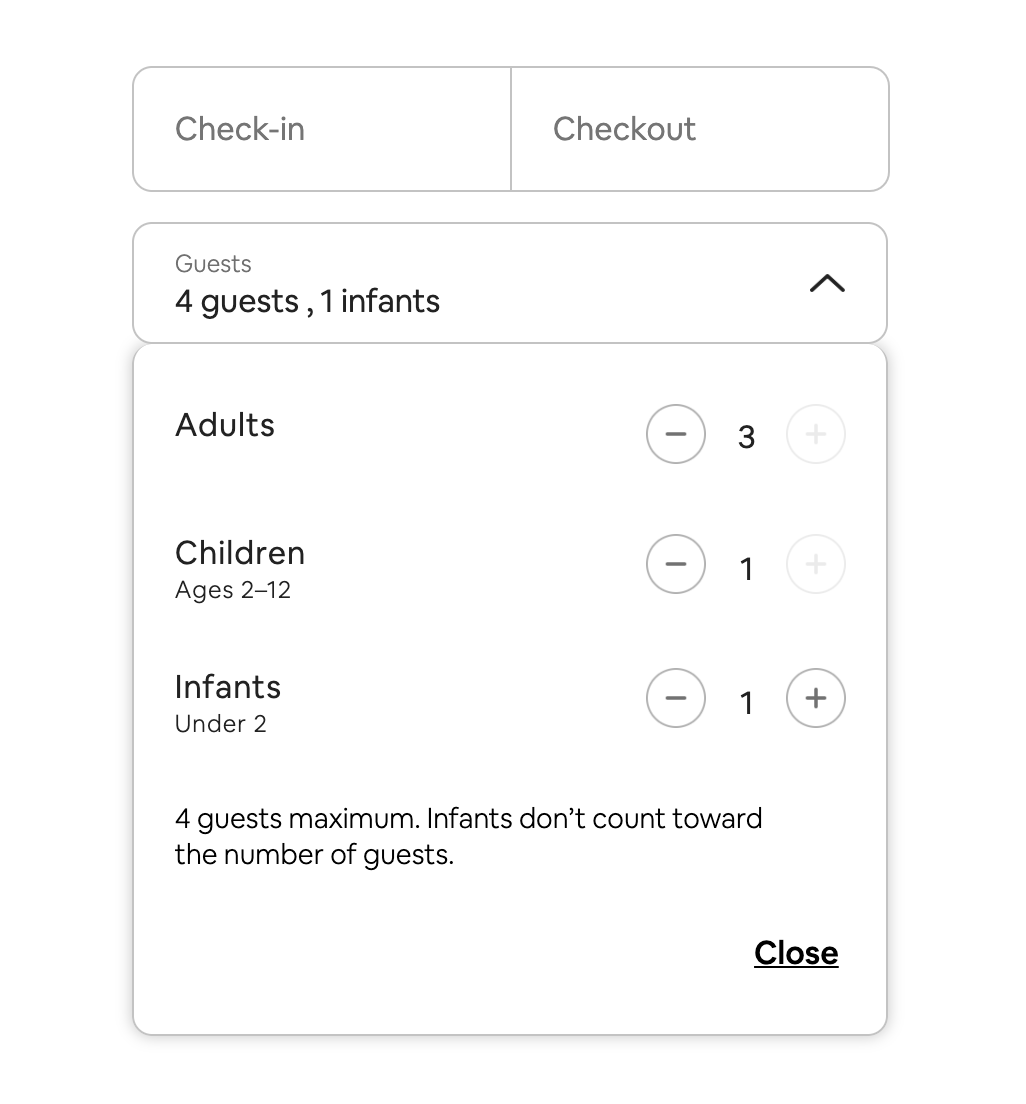 Check-in
Checkout
Guests
4 guests , 1 infants
Adults
3
Children
Ages 2–12
1
Infants
Under 2
1
4 guests maximum. Infants don’t count toward
the number of guests.
Close